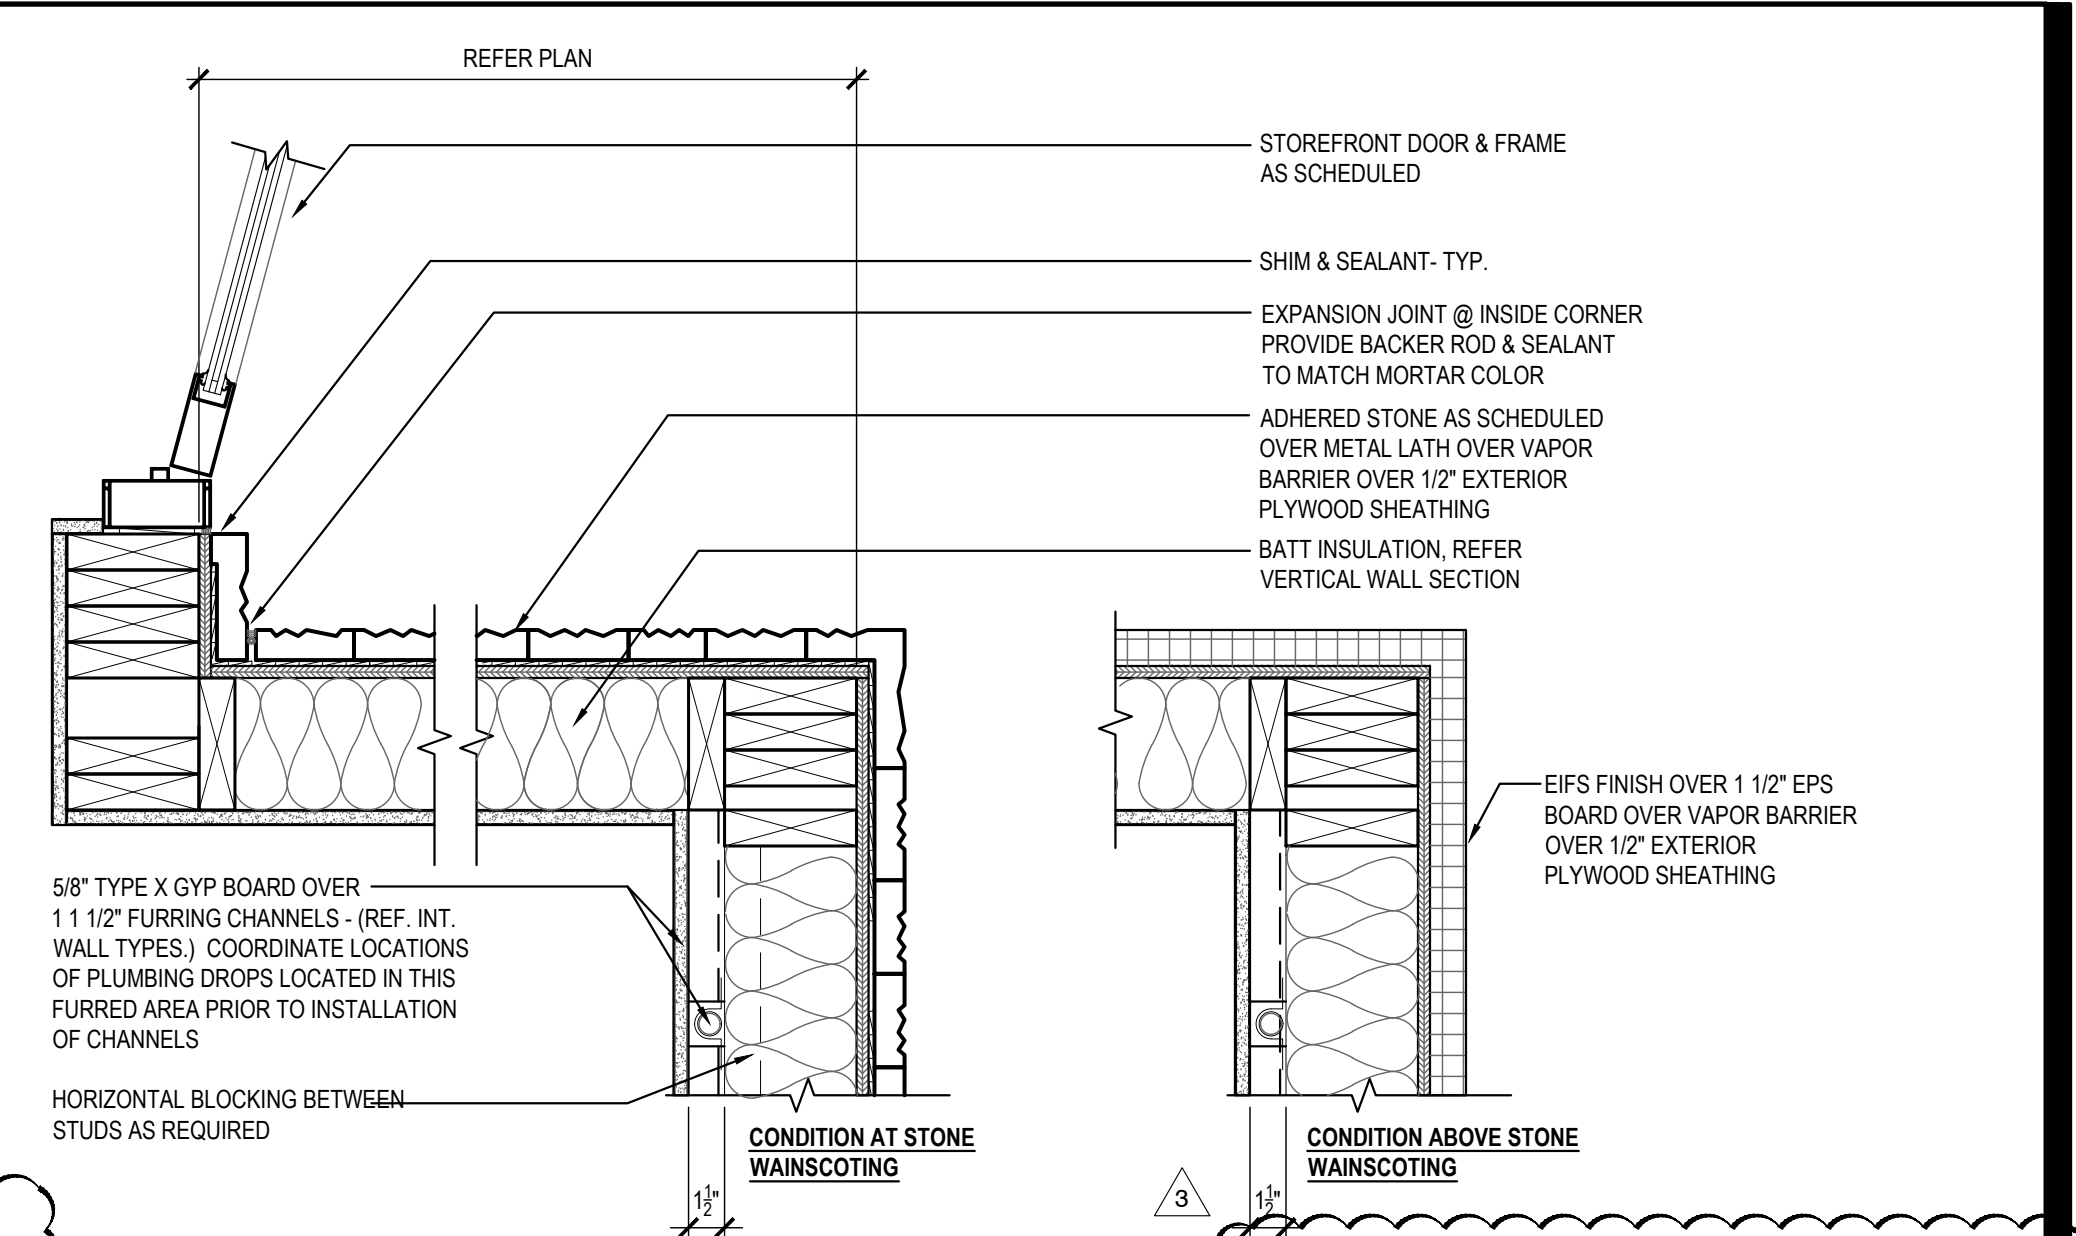 REFER PLAN
STOREFRONT DOOR & FRAME
AS SCHEDULED
SHIM & SEALANT- TYP.
EXPANSION JOINT @ INSIDE CORNER
PROVIDE BACKER ROD & SEALANT
TO MATCH MORTAR COLOR
ADHERED STONE AS SCHEDULED
OVER METAL LATH OVER VAPOR
BARRIER OVER 1/2" EXTERIOR
PLYWOOD SHEATHING
BATT INSULATION, REFER
VERTICAL WALL SECTION
EIFS FINISH OVER 1 1/2" EPS
BOARD OVER VAPOR BARRIER
OVER 1/2" EXTERIOR
PLYWOOD SHEATHING
5/8" TYPE X GYP BOARD OVER
1 1 1/2" FURRING CHANNELS - (REF. INT.
WALL TYPES.) COORDINATE LOCATIONS
OF PLUMBING DROPS LOCATED IN THIS
FURRED AREA PRIOR TO INSTALLATION
OF CHANNELS
HORIZONTAL BLOCKING BETWEEN
STUDS AS REQUIRED
CONDITION AT STONE
WAINSCOTING
CONDITION ABOVE STONE
WAINSCOTING
1 1/2"
3
1 1/2"